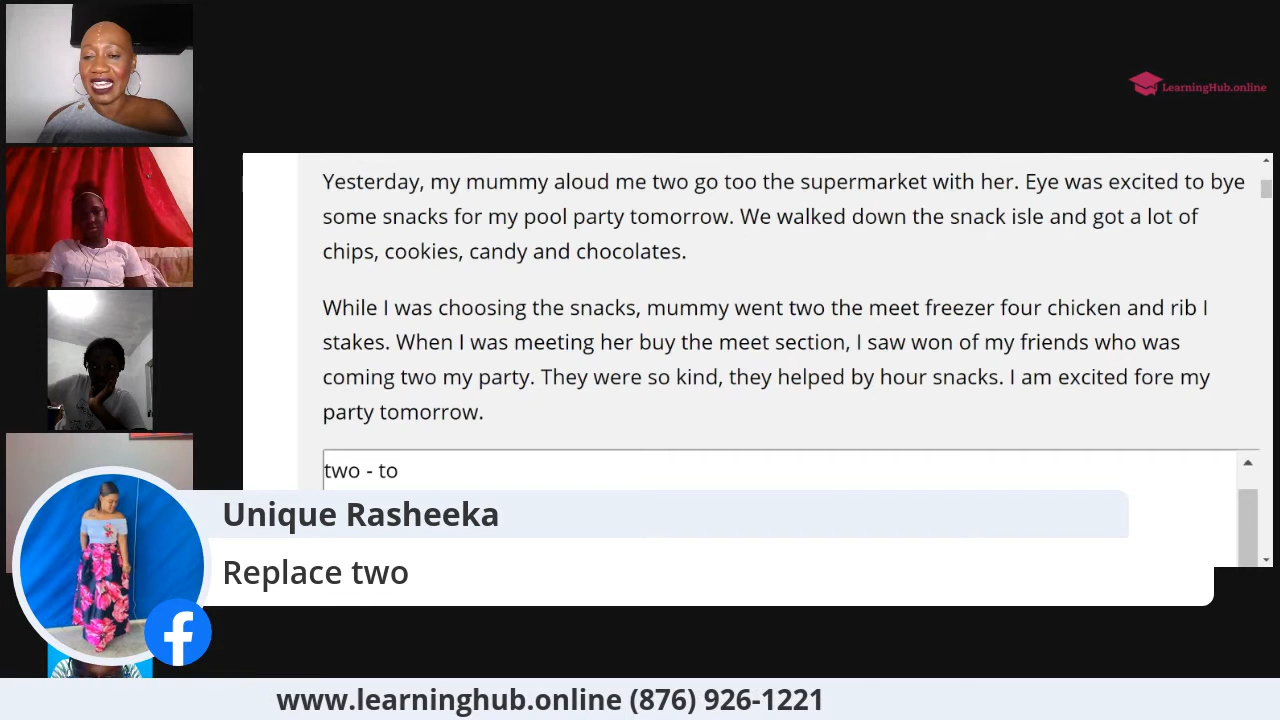 LearningHub.online
Yesterday, my mummy aloud me two go too the supermarket with her. Eye was excited to bye
some snacks for my pool party tomorrow. We walked down the snack isle and got a lot of
chips, cookies, candy and chocolates.
While I was choosing the snacks, mummy went two the meet freezer four chicken and rib I
stakes. When I was meeting her buy the meet section, I saw won of my friends who was
coming two my party. They were so kind, they helped by hour snacks. I am excited fore my
party tomorrow.
two - to
Unique Rasheeka
Replace two
www.learninghub.online (876) 926-1221